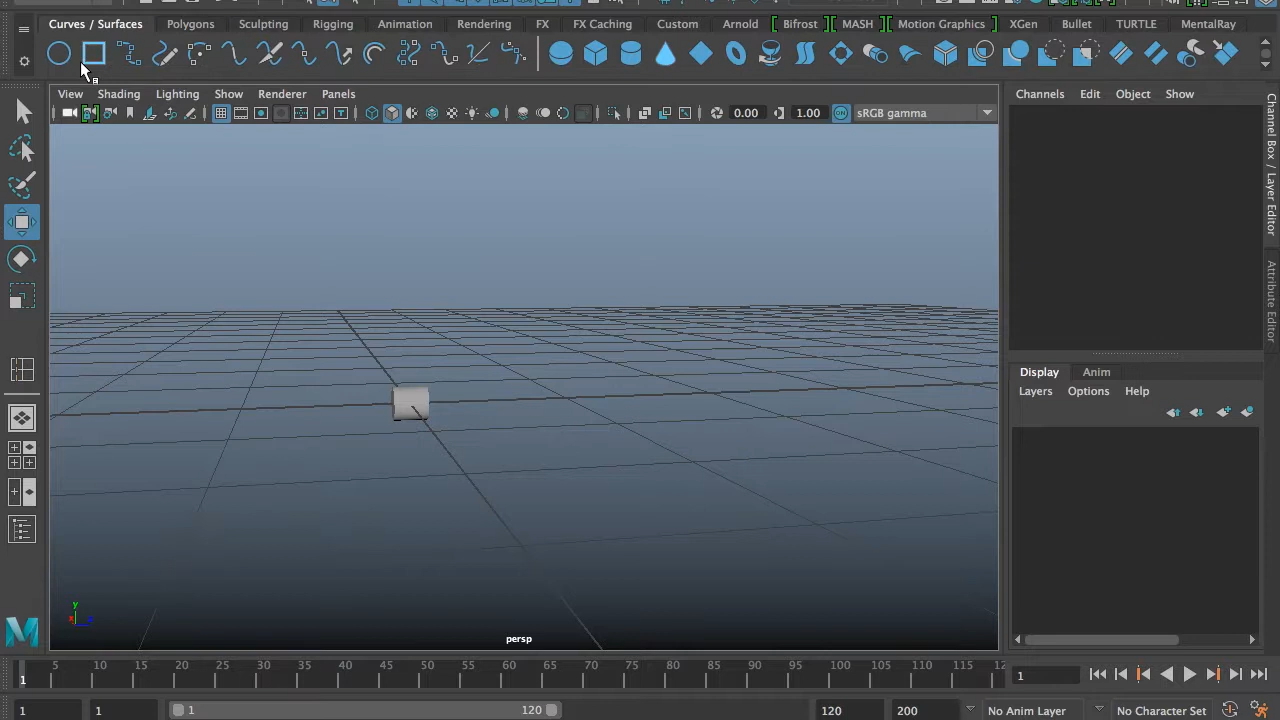 Curves / Surfaces Polygons Sculpting Rigging Animation Rendering FX FX Caching Custom Arnold Bifrost MASH Motion Graphics XGen Bullet TURTLE MentalRay
View Shading Lighting Show Renderer Panels
0.00 1.00 ON sRGB gamma
Channels Edit Object Show
Channel Box / Layer Editor
Attribute Editor
Display Anim
Layers Options Help
y
persp
1 5 10 15 20 25 30 35 40 45 50 55 60 65 70 75 80 85 90 95 100 105 110 115 12
1
1 1 1 120 120 200 No Anim Layer No Character Set